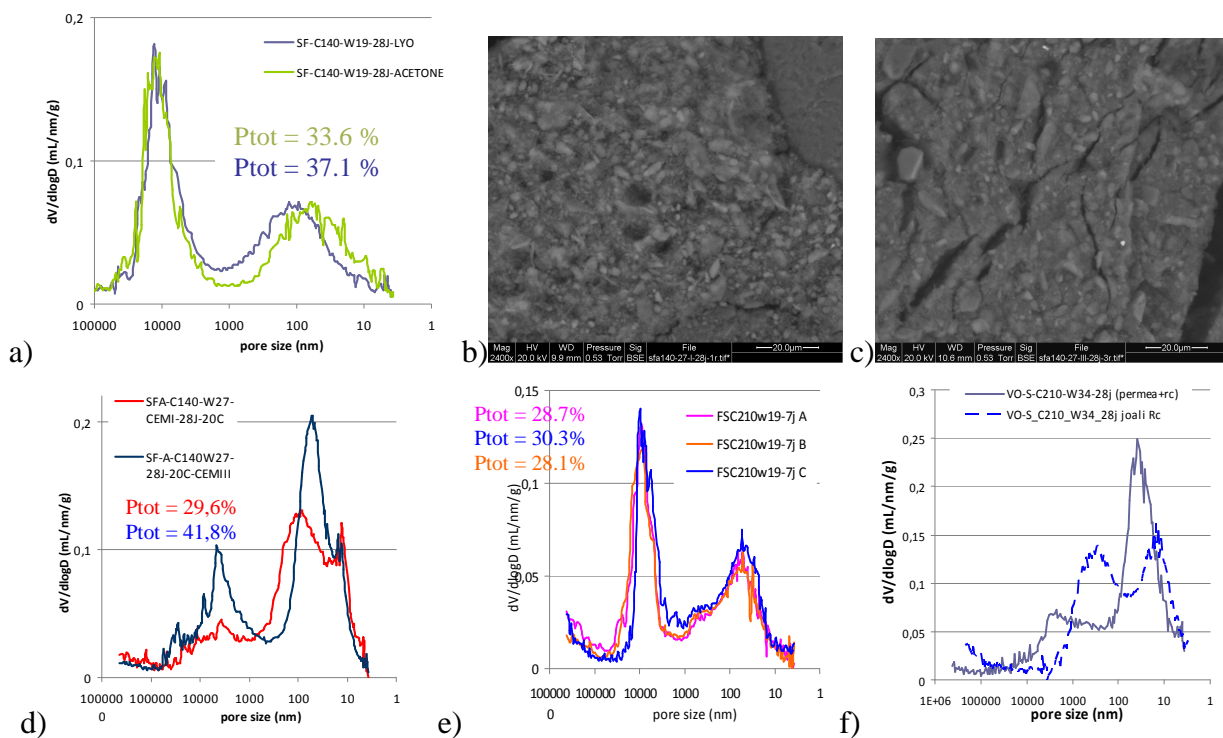 a)
0,2
0,1
0
dV/dlogD (mL/nm/g)
SF-C140-W19-28J-LYO
SF-C140-W19-28J-ACETONE
Ptot = 33.6 %
Ptot = 37.1 %
100000 10000 1000 100 10 1
pore size (nm)
b)
Mag HV WD Pressure Sig File
2400x 20.0 kV 9.9 mm 0.53 Torr BSE sfa140-27-I-28j-1r.tif*
20.0µm
c)
Mag HV WD Pressure Sig File
2400x 20.0 kV 10.6 mm 0.53 Torr BSE sfa140-27-III-28j-3r.tif*
20.0µm
d)
0,2
0,1
0
dV/dlogD (mL/nm/g)
SFA-C140-W27-
CEMI-28J-20C
SF-A-C140W27-
28J-20C-CEMIII
Ptot = 29,6%
Ptot = 41,8%
100000 10000 1000 100 10 1
0
pore size (nm)
e)
0,15
0,1
0,05
0
dV/dlogD (mL/nm/g)
Ptot = 28.7%
Ptot = 30.3%
Ptot = 28.1%
FSC210w19-7j A
FSC210w19-7j B
FSC210w19-7j C
100000 10000 1000 100 10 1
0
pore size (nm)
f)
0,3
0,25
0,2
0,15
0,1
0,05
0
dV/dlogD (mL/nm/g)
VO-S-C210-W34-28j (permea+rc)
VO-S_C210_W34_28j joali Rc
1E+06 10000 1000 100 10 1
pore size (nm)